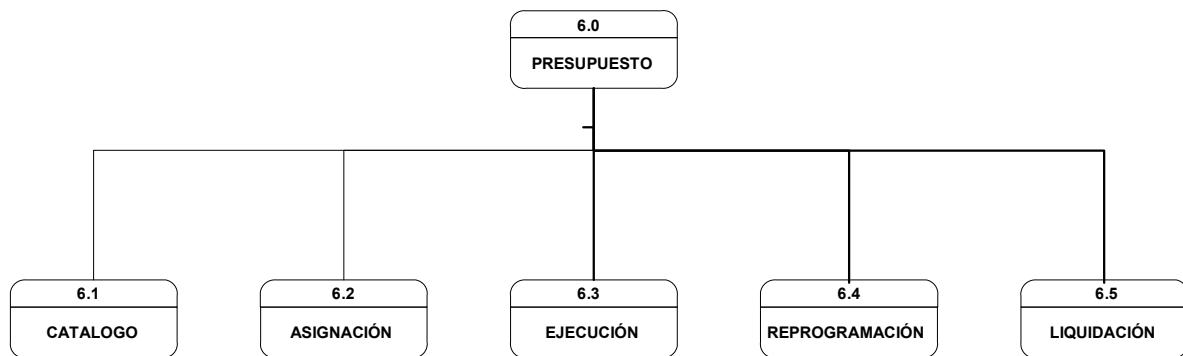 6.0
PRESUPUESTO
6.1
CATALOGO
6.2
ASIGNACIÓN
6.3
EJECUCIÓN
6.4
REPROGRAMACIÓN
6.5
LIQUIDACIÓN